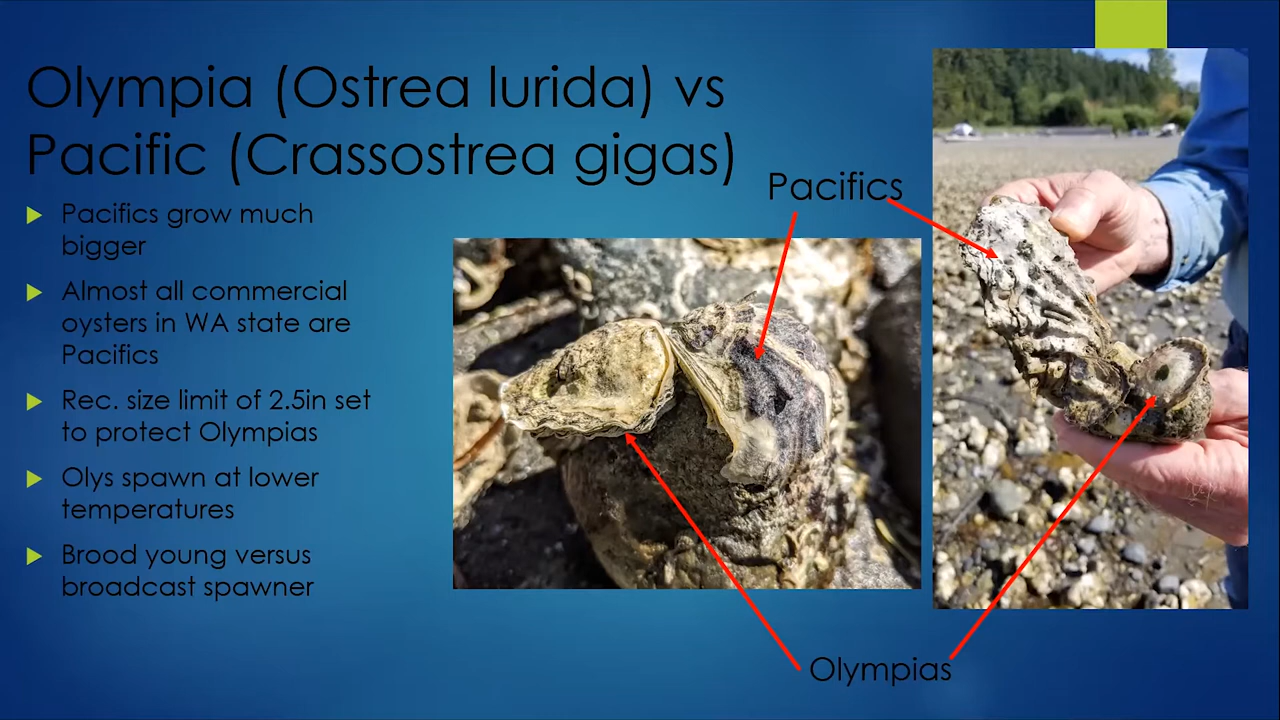 Olympia (Ostrea lurida) vs
Pacific (Crassostrea gigas)
Pacifics grow much
bigger
Almost all commercial
oysters in WA state are
Pacifics
Rec. size limit of 2.5in set
to protect Olympias
Olys spawn at lower
temperatures
Brood young versus
broadcast spawner
Pacifics
Olympias